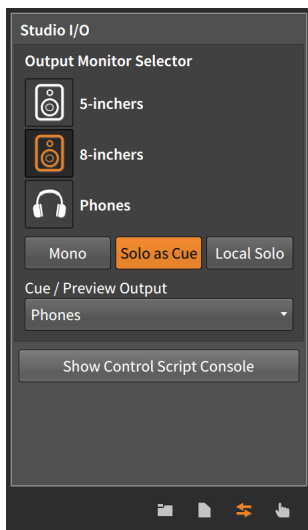 Studio I/O
Output Monitor Selector
5-inchers
8-inchers
Phones
Mono Solo as Cue Local Solo
Cue / Preview Output
Phones
Show Control Script Console